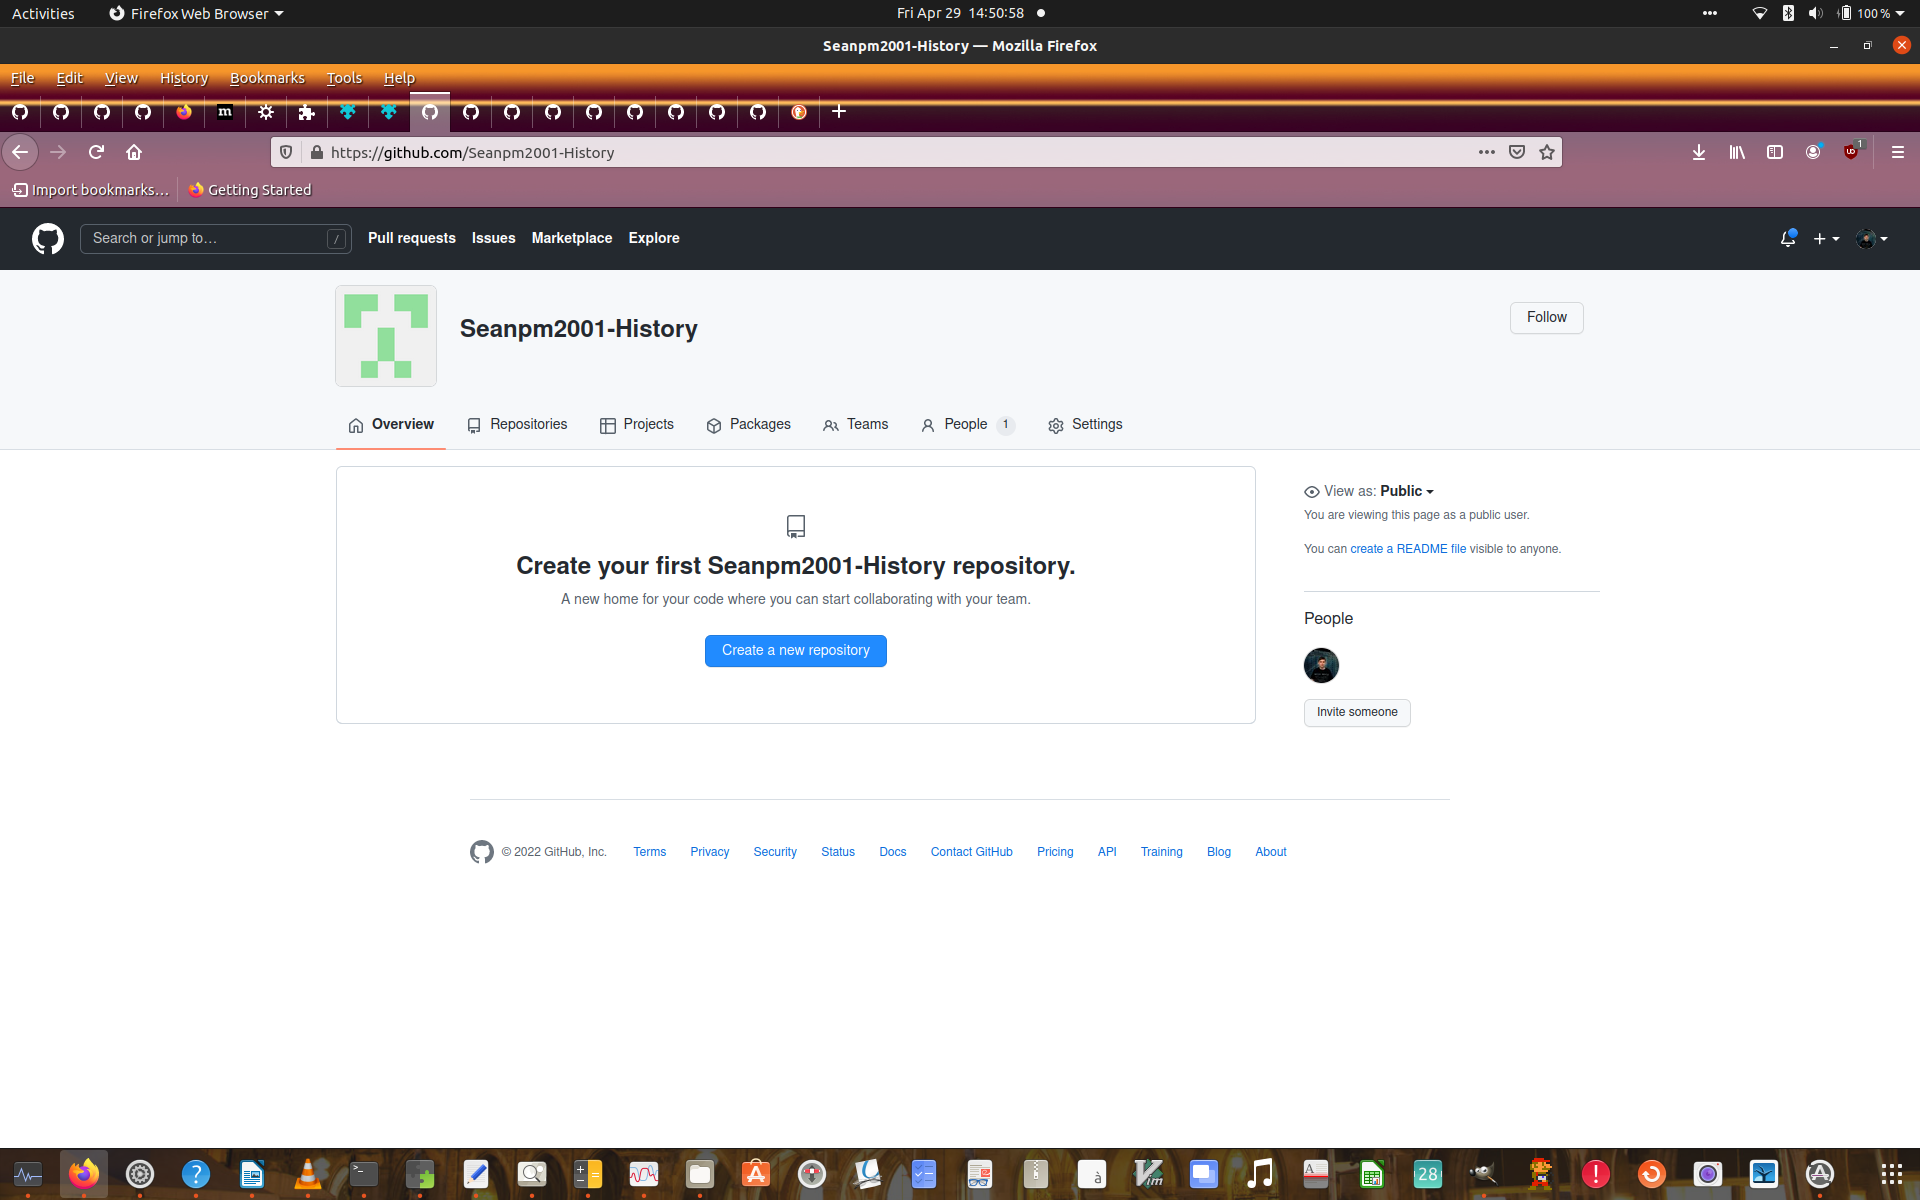 Activities
Firefox Web Browser
Fri Apr 29 14:50:58
100 %
Seanpm2001-History — Mozilla Firefox
File Edit View History Bookmarks Tools Help
m
https://github.com/Seanpm2001-History
1
Import bookmarks…
Getting Started
Search or jump to…
/
Pull requests
Issues
Marketplace
Explore
Seanpm2001-History
Follow
Overview
Repositories
Projects
Packages
Teams
People 1
Settings
Create your first Seanpm2001-History repository.
A new home for your code where you can start collaborating with your team.
Create a new repository
View as: Public
You are viewing this page as a public user.
You can create a README file visible to anyone.
People
Invite someone
© 2022 GitHub, Inc.
Terms
Privacy
Security
Status
Docs
Contact GitHub
Pricing
API
Training
Blog
About
?
>_
à
Vim
A
28
!
A